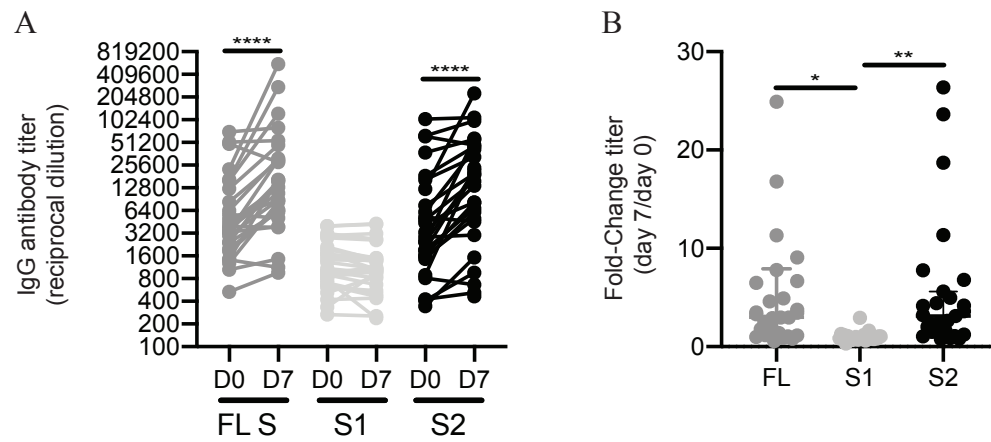 A
IgG antibody titer
(reciprocal dilution)
819200
409600
204800
102400
51200
25600
12800
6400
3200
1600
800
400
200
100
****
****
D0 D7 D0 D7 D0 D7
FL S S1 S2
B
Fold-Change titer
(day 7/day 0)
30
20
10
0
*
**
FL S1 S2